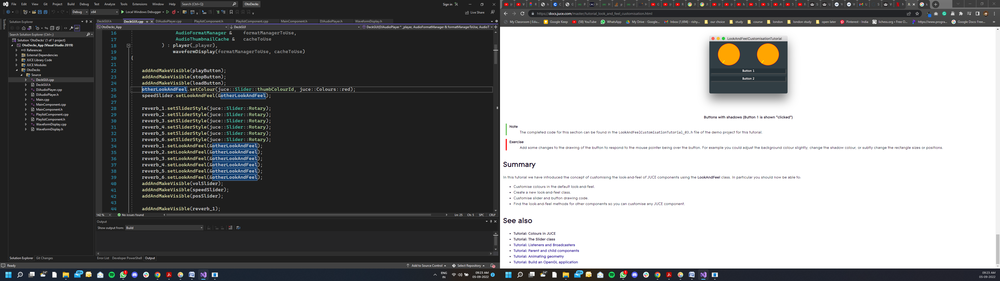 File Edit View Git Project Build Debug Test Analyze Tools Extensions Window Help Search (Ctrl+Q) OtoDecks Sign in
Debug x64 Local Windows Debugger Live Share
Toolbox
Solution Explorer
Search Solution Explorer (Ctrl+;)
Solution 'OtoDecks' (1 of 1 project)
OtoDecks_App (Visual Studio 2019)
References
External Dependencies
JUCE Library Code
JUCE Modules
OtoDecks
Source
DeckGUI.cpp
DeckGUI.h
DJAudioPlayer.cpp
DJAudioPlayer.h
Main.cpp
MainComponent.cpp
MainComponent.h
PlaylistComponent.cpp
PlaylistComponent.h
WaveformDisplay.cpp
WaveformDisplay.h
Solution Explorer Git Changes
DeckGUI.h DeckGUI.cpp DJAudioPlayer.cpp PlaylistComponent.h PlaylistComponent.cpp MainComponent.h DJAudioPlayer.h WaveformDisplay.h
OtoDecks_App DeckGUI DeckGUI(DJAudioPlayer * _player, AudioFormatManager & formatManagerToUse, AudioT
16 AudioFormatManager & formatManagerToUse,
17 AudioThumbnailCache & cacheToUse
18 ) : player(_player),
19 waveformDisplay(formatManagerToUse, cacheToUse)
20 {
21
22 addAndMakeVisible(playButton);
23 addAndMakeVisible(stopButton);
24 addAndMakeVisible(loadButton);
25 otherLookAndFeel.setColour(juce::Slider::thumbColourId, juce::Colours::red);
26 speedSlider.setLookAndFeel(&otherLookAndFeel);
27
28 reverb_1.setSliderStyle(juce::Slider::Rotary);
29 reverb_2.setSliderStyle(juce::Slider::Rotary);
30 reverb_3.setSliderStyle(juce::Slider::Rotary);
31 reverb_4.setSliderStyle(juce::Slider::Rotary);
32 reverb_5.setSliderStyle(juce::Slider::Rotary);
33 reverb_6.setSliderStyle(juce::Slider::Rotary);
34 reverb_1.setLookAndFeel(&otherLookAndFeel);
35 reverb_2.setLookAndFeel(&otherLookAndFeel);
36 reverb_3.setLookAndFeel(&otherLookAndFeel);
37 reverb_4.setLookAndFeel(&otherLookAndFeel);
38 reverb_5.setLookAndFeel(&otherLookAndFeel);
39 reverb_6.setLookAndFeel(&otherLookAndFeel);
40 addAndMakeVisible(volSlider);
41 addAndMakeVisible(speedSlider);
42 addAndMakeVisible(posSlider);
43
44 addAndMakeVisible(reverb_1);
142 % No issues found Ln: 25 Ch: 5 SPC CRLF
Output
Show output from: Build
Error List Developer PowerShell Output
Ready Add to Source Control Select Repository 1
24° 99+ 1 ENG IN 09:23 AM 05-09-2022 2
https://docs.juce.com/master/tutorial_look_and_feel_customisation.html
My Classroom | Edu... Google Keep (58) YouTube WhatsApp My Drive - Google... Inbox (1,694) - rishy... our choice study course london london study open later Pinterest - India lichess.org • Free O... https://www.progra... Google Docs: Free... »
LookAndFeelCustomisationTutorial
Button 1
Button 2
Buttons with shadows (Button 1 is shown "clicked")
Note
The completed code for this section can be found in the LookAndFeelCustomisationTutorial_03.h file of the demo project for this tutorial.
Exercise
Add some changes to the drawing of the button to respond to the mouse pointer being over the button. For example you could adjust the background colour slightly, change the shadow colour, or subtly change the rectangle sizes or positions.
Summary
In this tutorial we have introduced the concept of customising the look-and-feel of JUCE components using the LookAndFeel class. In particular you should now be able to:
• Customise colours in the default look-and-feel.
• Create a new look-and-feel class.
• Customise slider and button drawing code.
• Find the look-and-feel methods for other components so you can customise any JUCE component.
See also
• Tutorial: Colours in JUCE
• Tutorial: The Slider class
• Tutorial: Listeners and Broadcasters
• Tutorial: Parent and child components
• Tutorial: Animating geometry
• Tutorial: Build an OpenGL application
24° 99+ 1 09:23 AM
05-09-2022